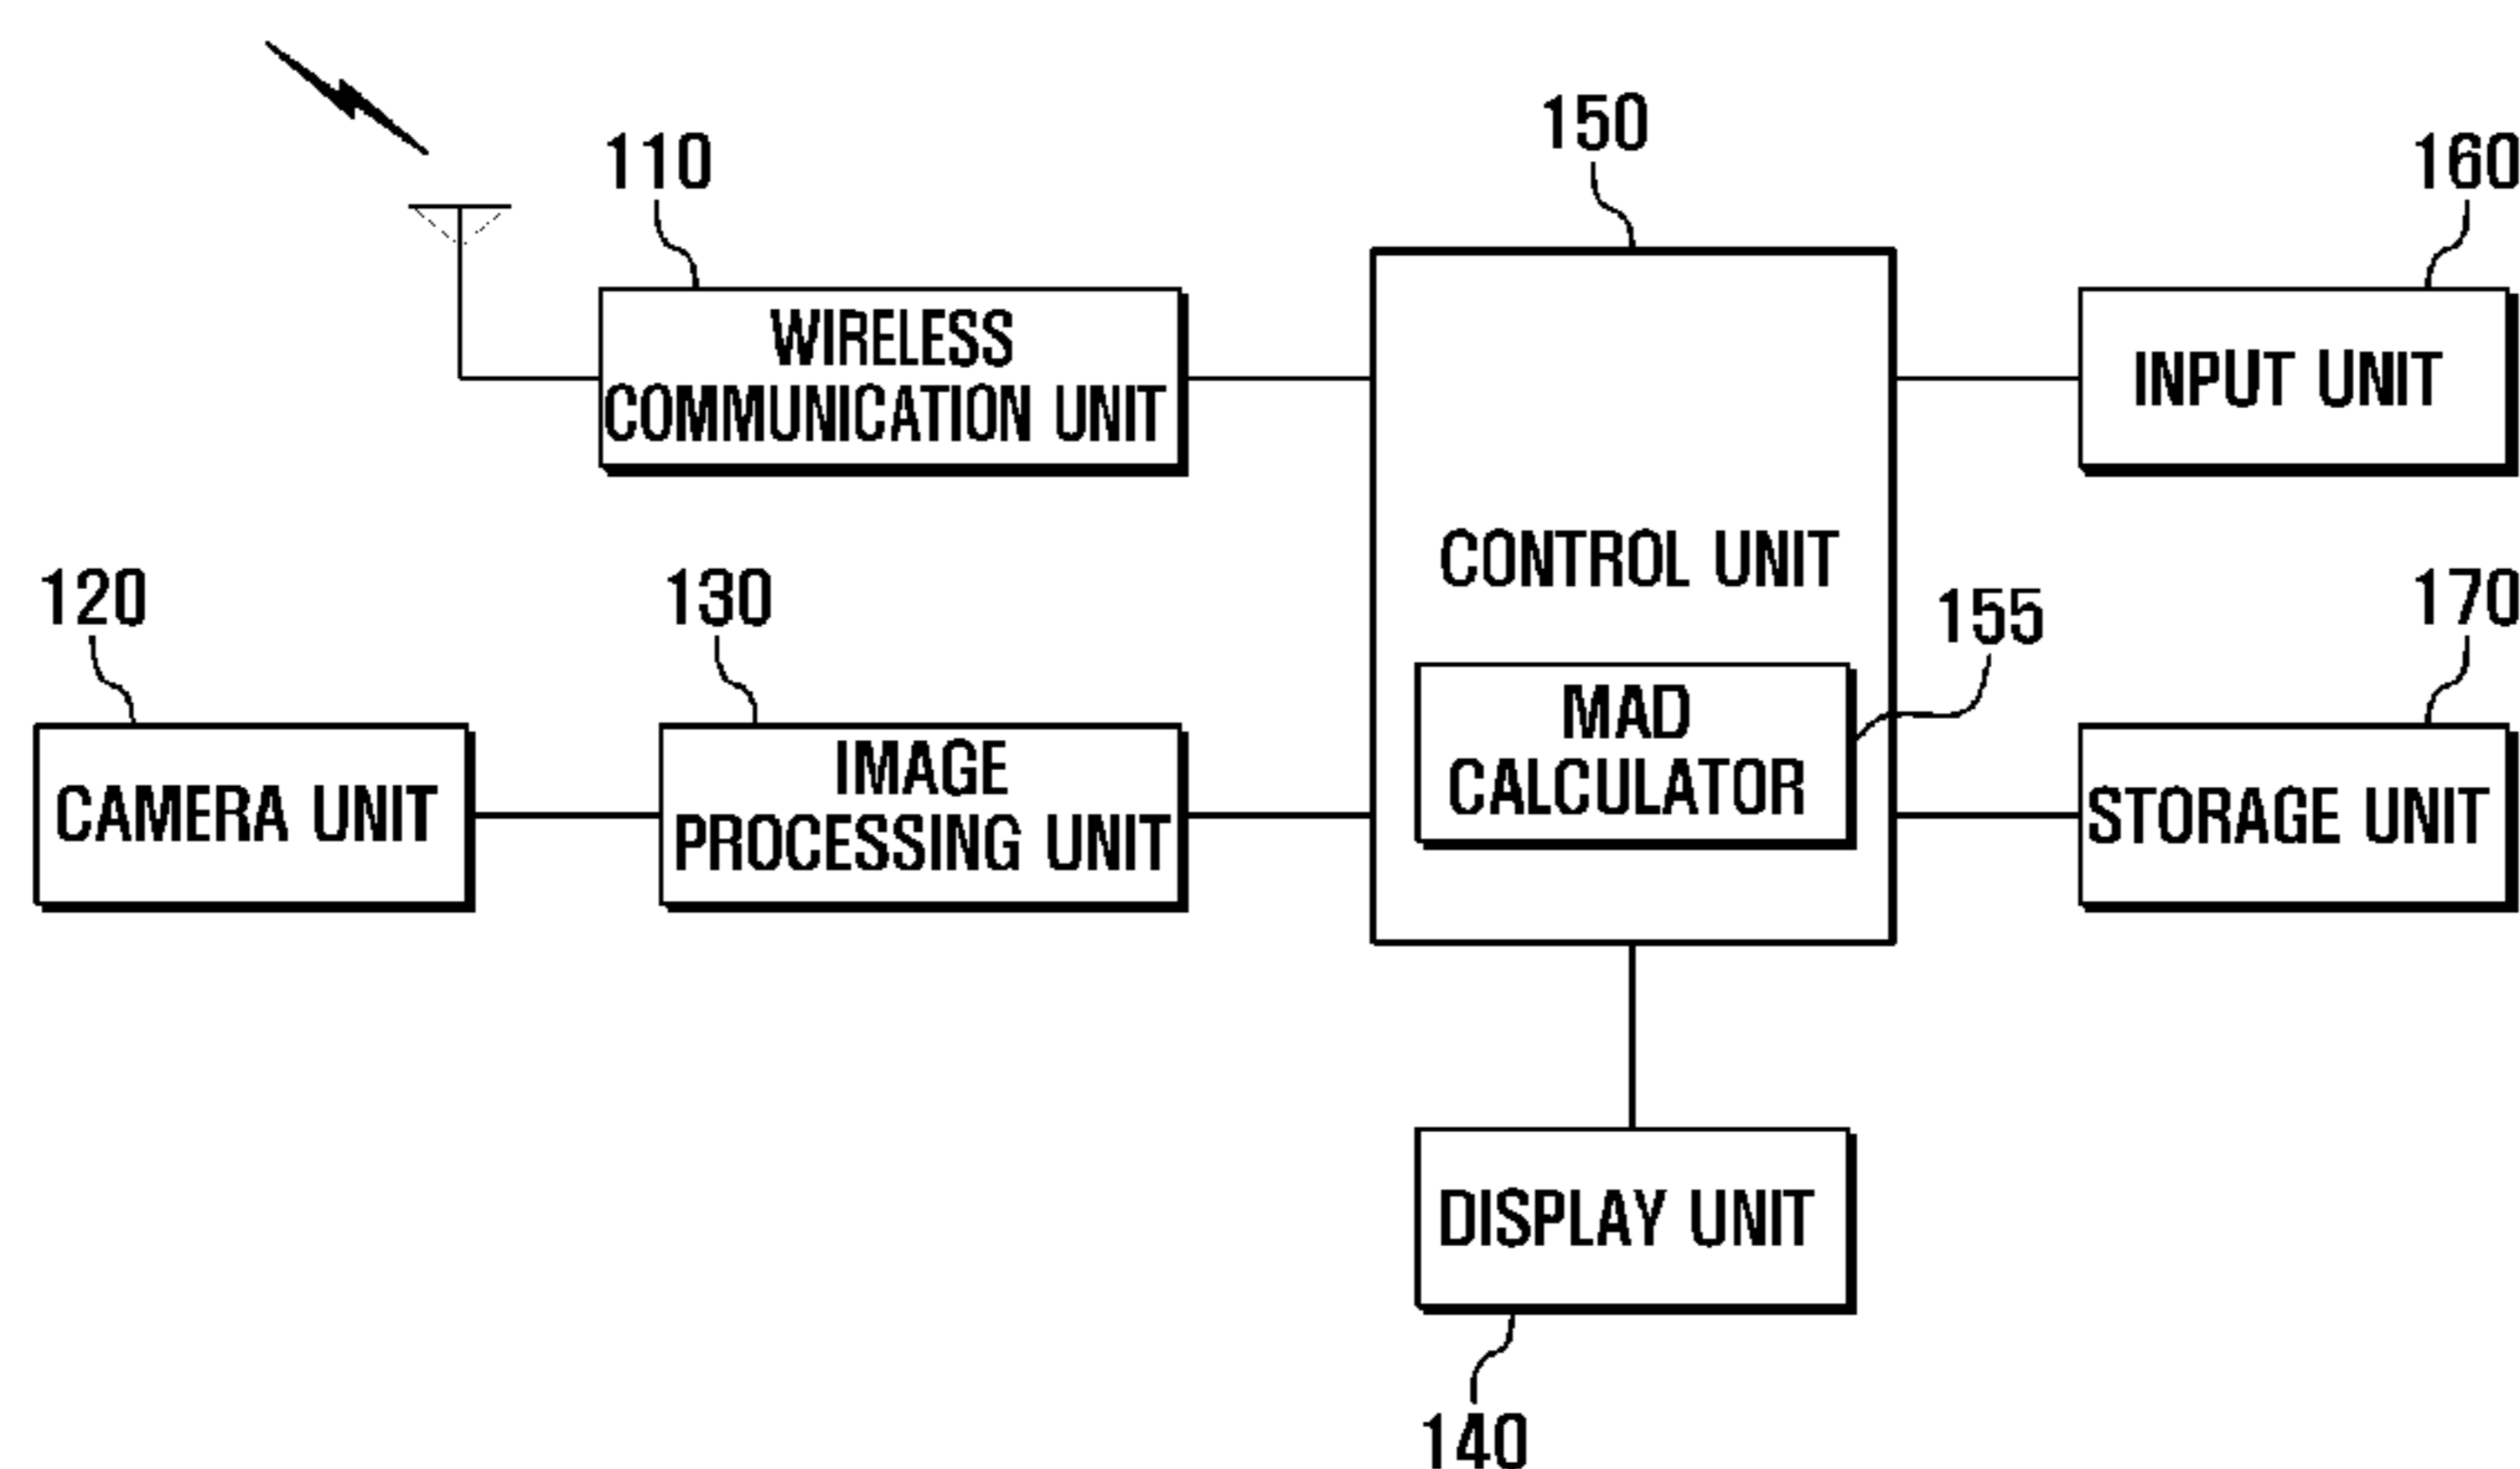 150
110
160
WIRELESS
COMMUNICATION UNIT
INPUT UNIT
CONTROL UNIT
120
130
155
170
MAD
CALCULATOR
CAMERA UNIT
IMAGE
PROCESSING UNIT
STORAGE UNIT
DISPLAY UNIT
140